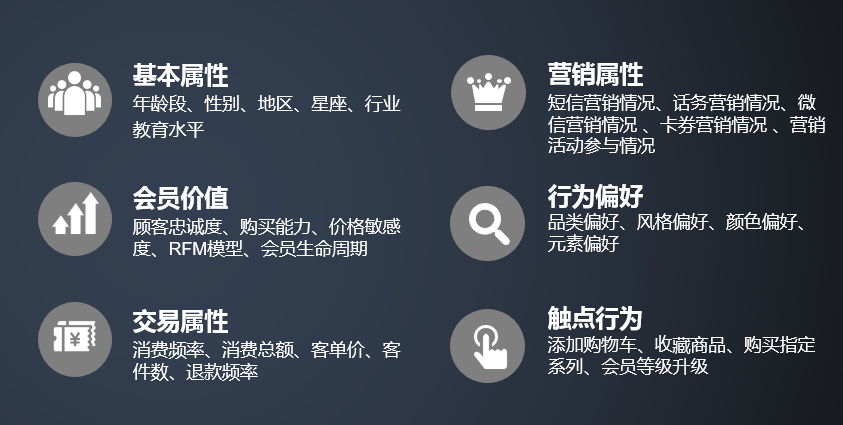 基本属性
年龄段、性别、地区、星座、行业
教育水平
会员价值
顾客忠诚度、购买能力、价格敏感
度、RFM模型、会员生命周期
交易属性
消费频率、消费总额、客单价、客
件数、退款频率
营销属性
短信营销情况、话务营销情况、微
信营销情况 、卡券营销情况 、营销
活动参与情况
行为偏好
品类偏好、风格偏好、颜色偏好、
元素偏好
触点行为
添加购物车、收藏商品、购买指定
系列、会员等级升级
¥